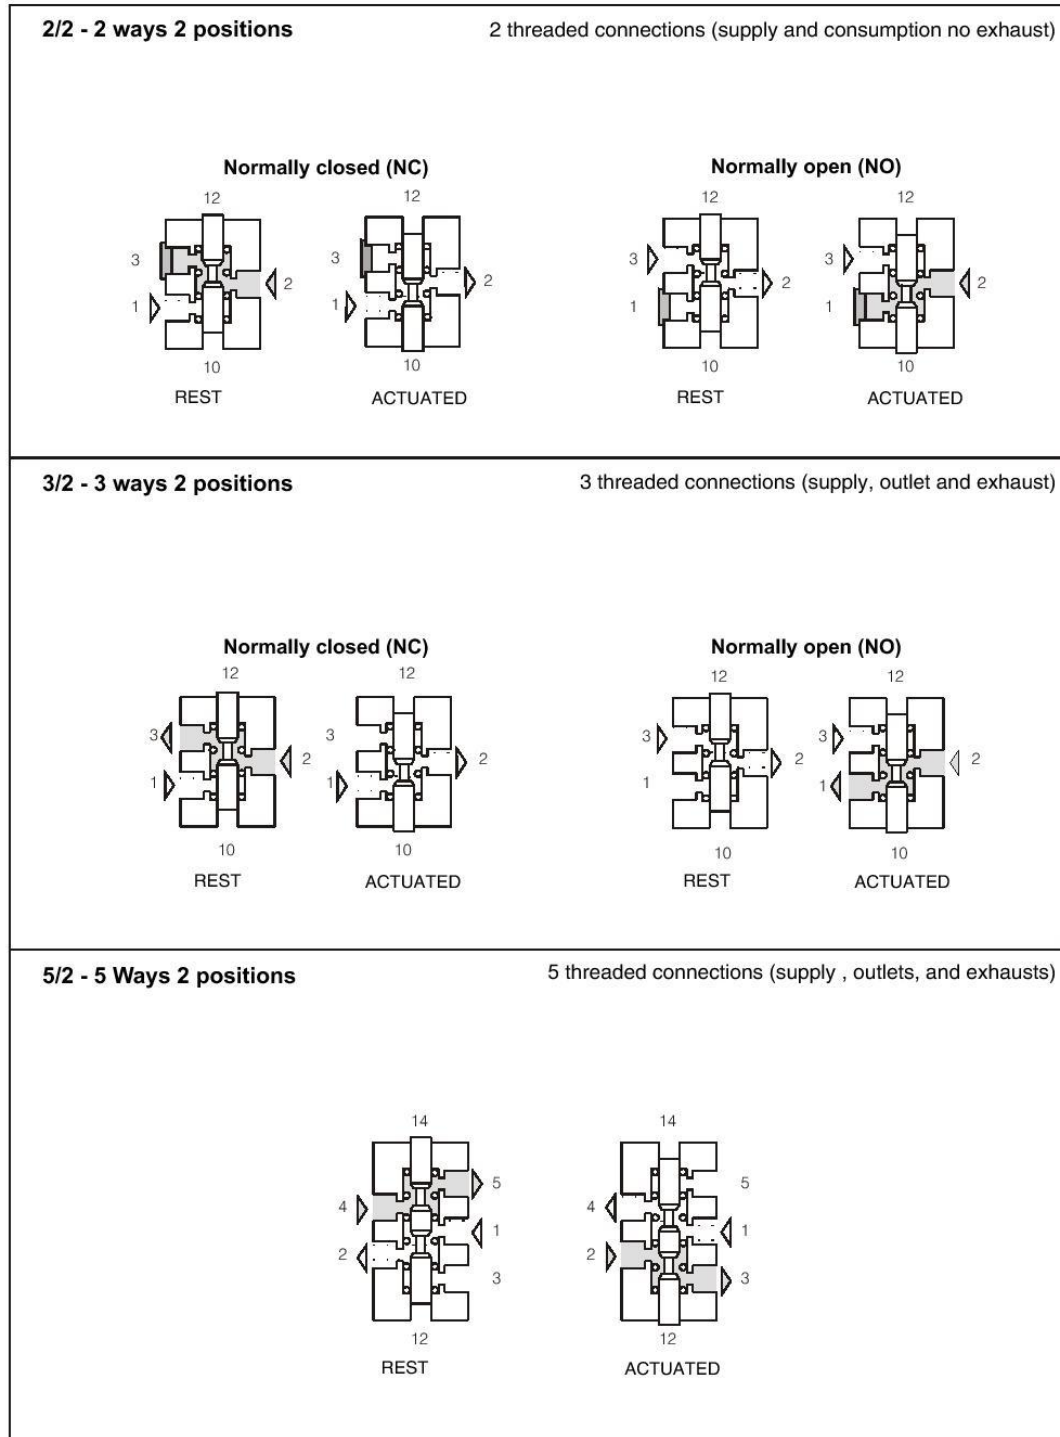 2/2 - 2 ways 2 positions
2 threaded connections (supply and consumption no exhaust)
Normally closed (NC)
Normally open (NO)
12 12 12 12
3 3 3 3
2 2 2 2
1 1 1 1
10 10 10 10
REST ACTUATED REST ACTUATED
3/2 - 3 ways 2 positions
3 threaded connections (supply, outlet and exhaust)
Normally closed (NC)
Normally open (NO)
12 12 12 12
3 3 3 3
2 2 2 2
1 1 1 1
10 10 10 10
REST ACTUATED REST ACTUATED
5/2 - 5 Ways 2 positions
5 threaded connections (supply , outlets, and exhausts)
14 14
5 5
4 4
1 1
2 2
3 3
12 12
REST ACTUATED